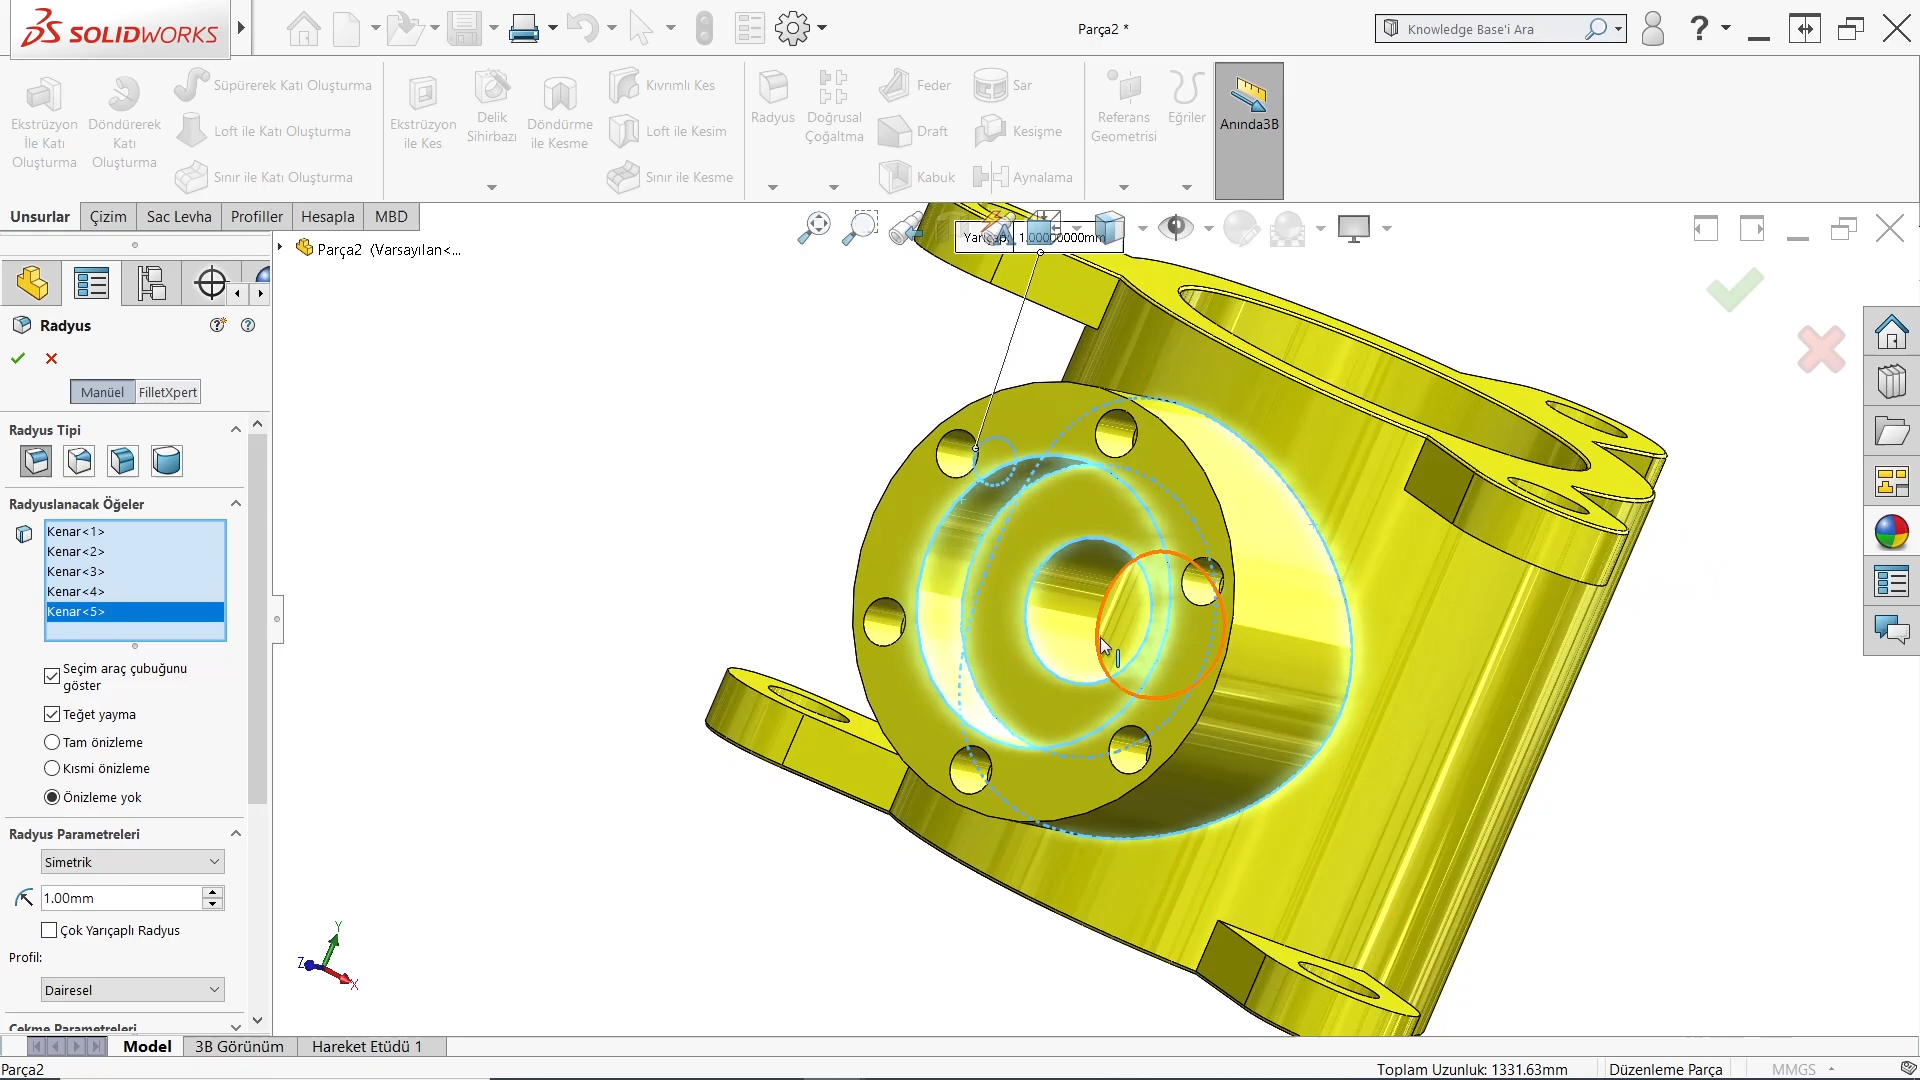 SOLIDWORKS
Parça2 *
Knowledge Base'i Ara
?
Ekstrüzyon İle Katı Oluşturma
Döndürerek Katı Oluşturma
Süpürerek Katı Oluşturma
Loft ile Katı Oluşturma
Sınır ile Katı Oluşturma
Ekstrüzyon ile Kes
Delik Sihirbazı
Döndürme ile Kesme
Kıvrımlı Kes
Loft ile Kesim
Sınır ile Kesme
Radyus
Doğrusal Çoğaltma
Feder
Draft
Kabuk
Sar
Kesişme
Aynalama
Referans Geometrisi
Eğriler
Anında3B
Unsurlar
Çizim
Sac Levha
Profiller
Hesapla
MBD
Parça2 (Varsayılan<...
Radyus
Manüel
FilletXpert
Radyus Tipi
Radyuslanacak Öğeler
Kenar<1>
Kenar<2>
Kenar<3>
Kenar<4>
Kenar<5>
Seçim araç çubuğunu
göster
Teğet yayma
Tam önizleme
Kısmi önizleme
Önizleme yok
Radyus Parametreleri
Simetrik
1.00mm
Çok Yarıçaplı Radyus
Profil:
Dairesel
Çekme Parametreleri
Y
Z
X
Model
3B Görünüm
Hareket Etüdü 1
Parça2
Toplam Uzunluk: 1331.63mm
Düzenleme Parça
MMGS